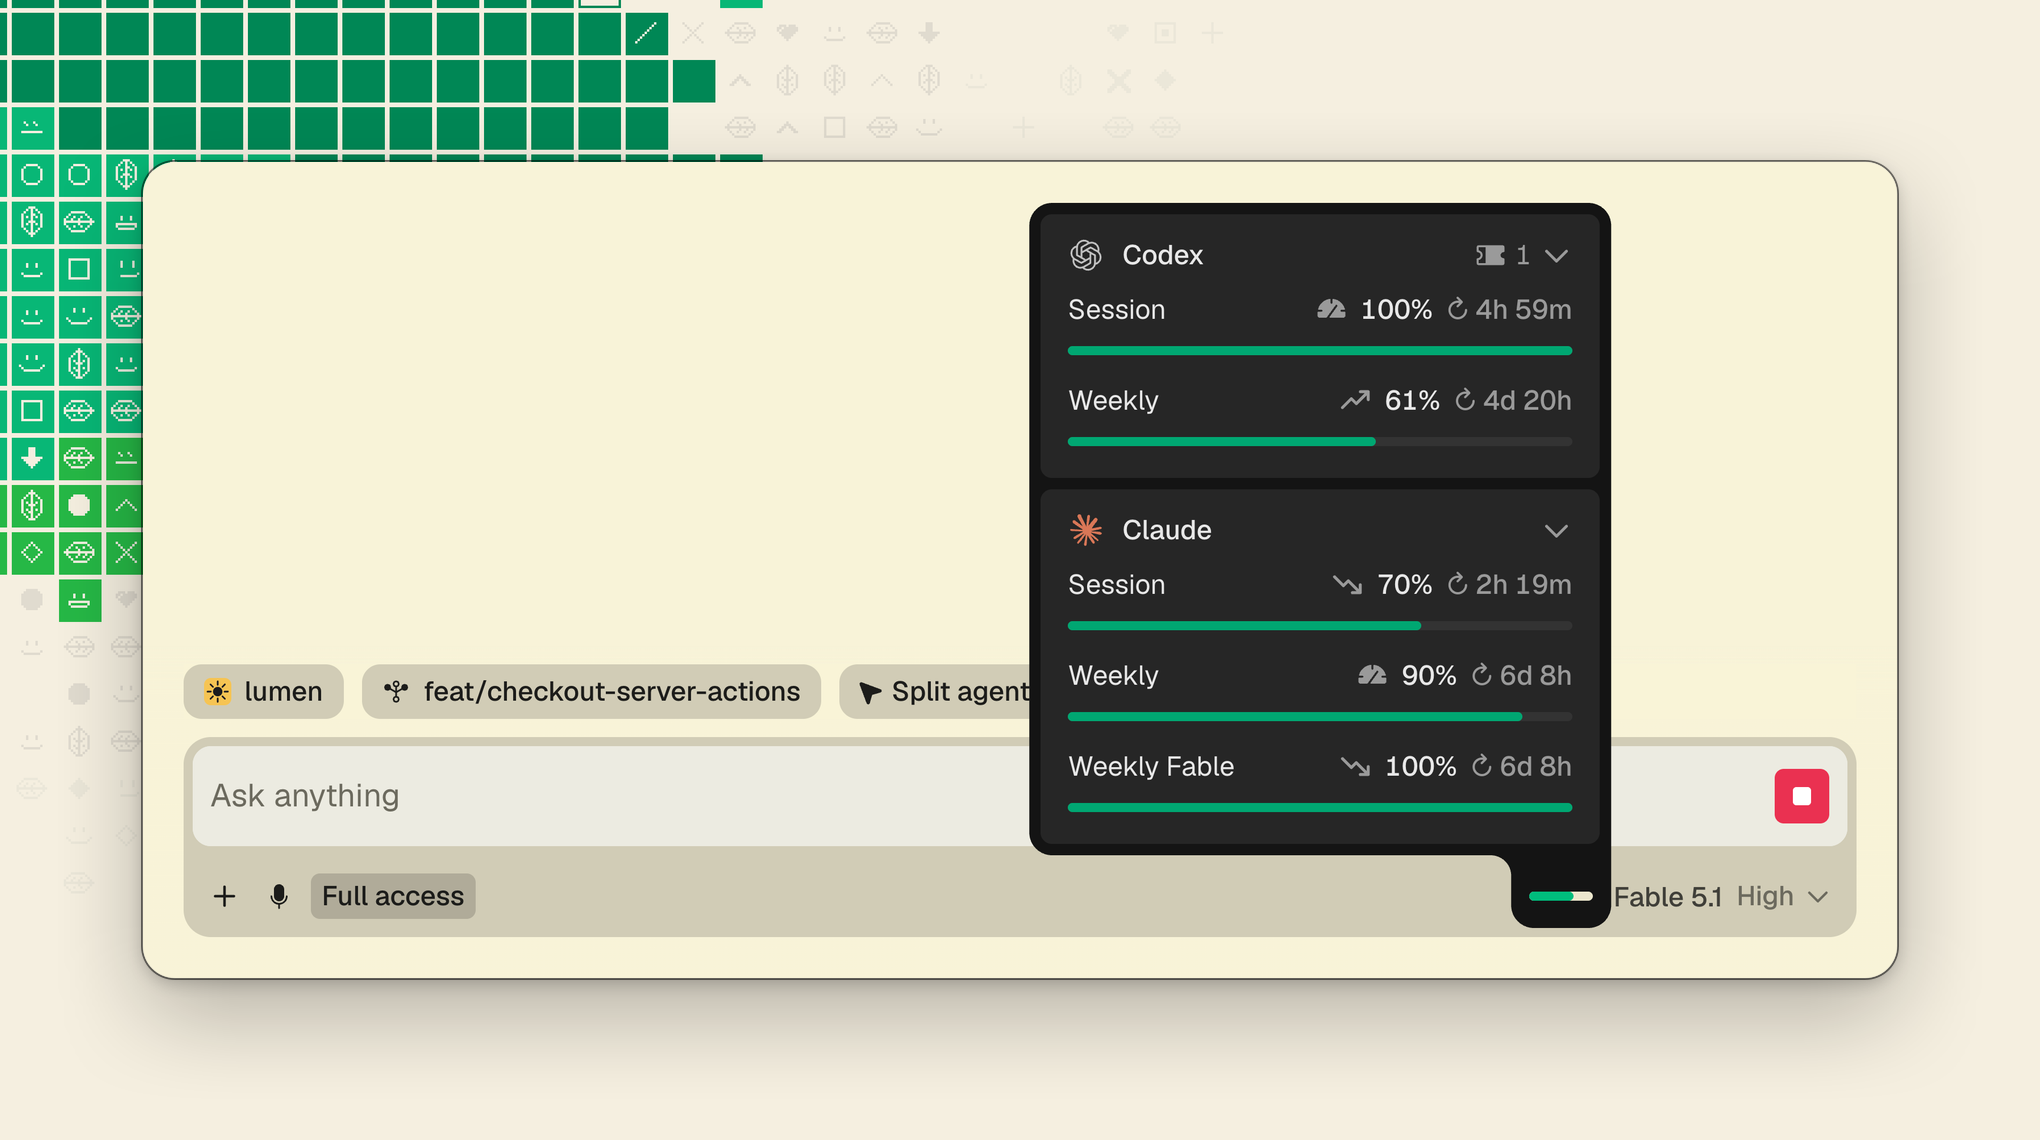 Codex 1
Session 100% 4h 59m
Weekly 61% 4d 20h
Claude
Session 70% 2h 19m
Weekly 90% 6d 8h
Weekly Fable 100% 6d 8h
lumen feat/checkout-server-actions Split agent
Ask anything
Full access Fable 5.1 High